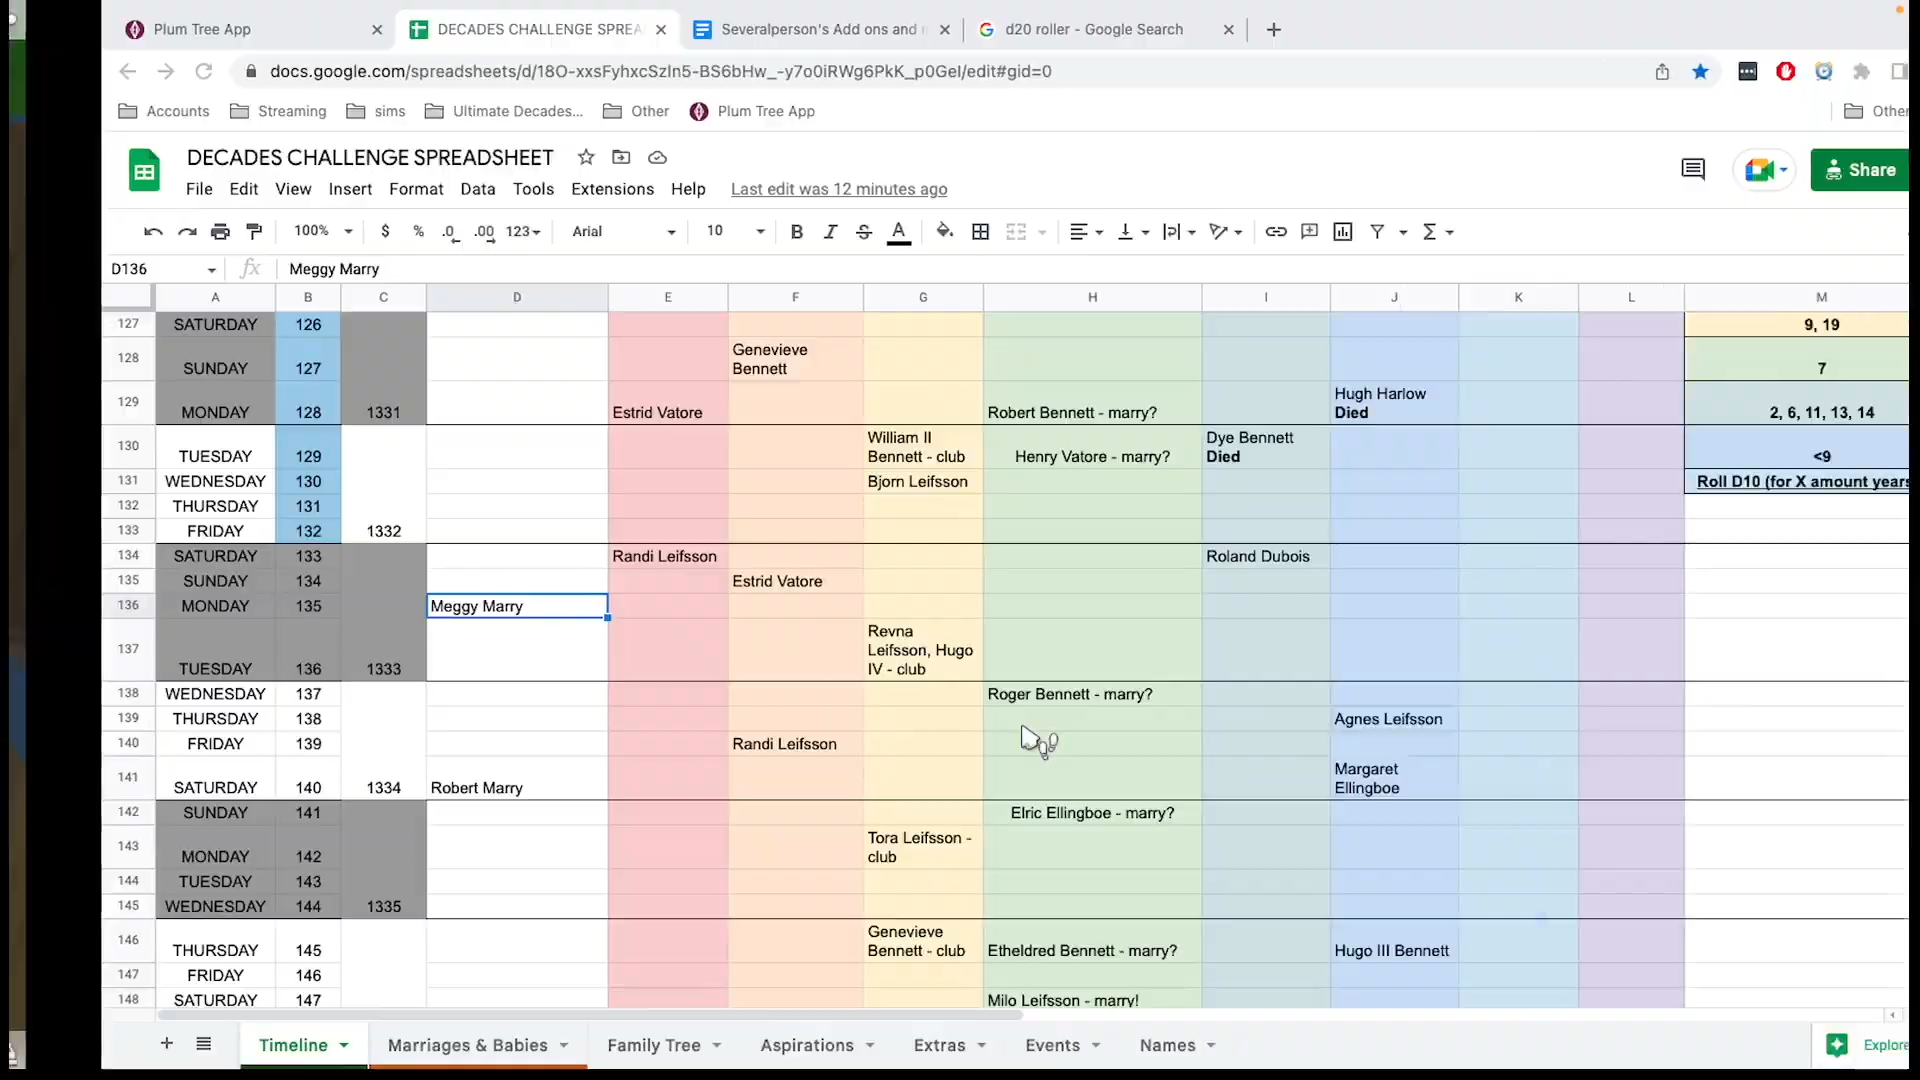 Plum Tree App
DECADES CHALLENGE SPREA
Severalperson's Add ons and
d20 roller - Google Search
docs.google.com/spreadsheets/d/18O-xxsFyhxcSzIn5-BS6bHw_-y7o0iRWg6PkK_p0GeI/edit#gid=0
Accounts
Streaming
sims
Ultimate Decades...
Other
Plum Tree App
Other
DECADES CHALLENGE SPREADSHEET
Share
File Edit View Insert Format Data Tools Extensions Help Last edit was 12 minutes ago
100% $ % .0 .00 123 Arial 10 B I S A
D136 fx Meggy Marry
A B C D E F G H I J K L M
127 SATURDAY 126 9, 19
128 SUNDAY 127 Genevieve
Bennett 7
129 MONDAY 128 1331 Estrid Vatore Robert Bennett - marry? Hugh Harlow
Died 2, 6, 11, 13, 14
130 TUESDAY 129 William II
Bennett - club Henry Vatore - marry? Dye Bennett
Died <9
131 WEDNESDAY 130 Bjorn Leifsson Roll D10 (for X amount years
132 THURSDAY 131
133 FRIDAY 132 1332
134 SATURDAY 133 Randi Leifsson Roland Dubois
135 SUNDAY 134 Estrid Vatore
136 MONDAY 135 Meggy Marry
137 TUESDAY 136 1333 Revna
Leifsson, Hugo
IV - club
138 WEDNESDAY 137 Roger Bennett - marry?
139 THURSDAY 138 Agnes Leifsson
140 FRIDAY 139 Randi Leifsson
141 SATURDAY 140 1334 Robert Marry Margaret
Ellingboe
142 SUNDAY 141 Elric Ellingboe - marry?
143 MONDAY 142 Tora Leifsson -
club
144 TUESDAY 143
145 WEDNESDAY 144 1335
146 THURSDAY 145 Genevieve
Bennett - club Etheldred Bennett - marry? Hugo III Bennett
147 FRIDAY 146
148 SATURDAY 147 Milo Leifsson - marry!
Timeline
Marriages & Babies
Family Tree
Aspirations
Extras
Events
Names
Explore